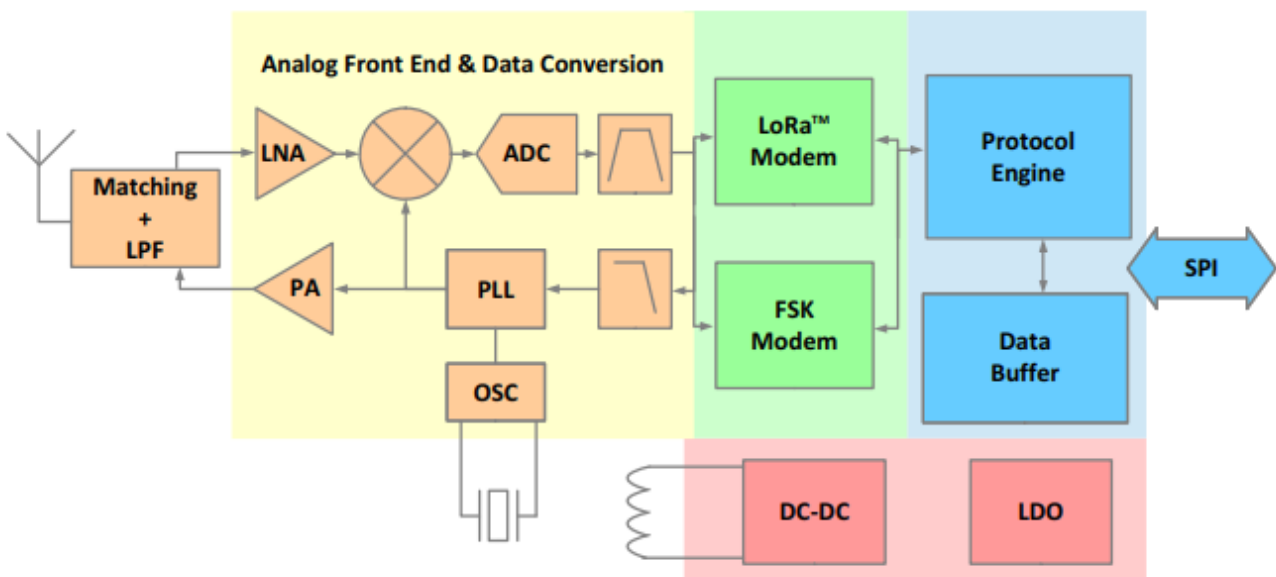 Analog Front End & Data Conversion
LNA
ADC
LoRa™
Modem
Protocol
Engine
Matching
+
LPF
PA
PLL
FSK
Modem
SPI
OSC
Data
Buffer
DC-DC
LDO